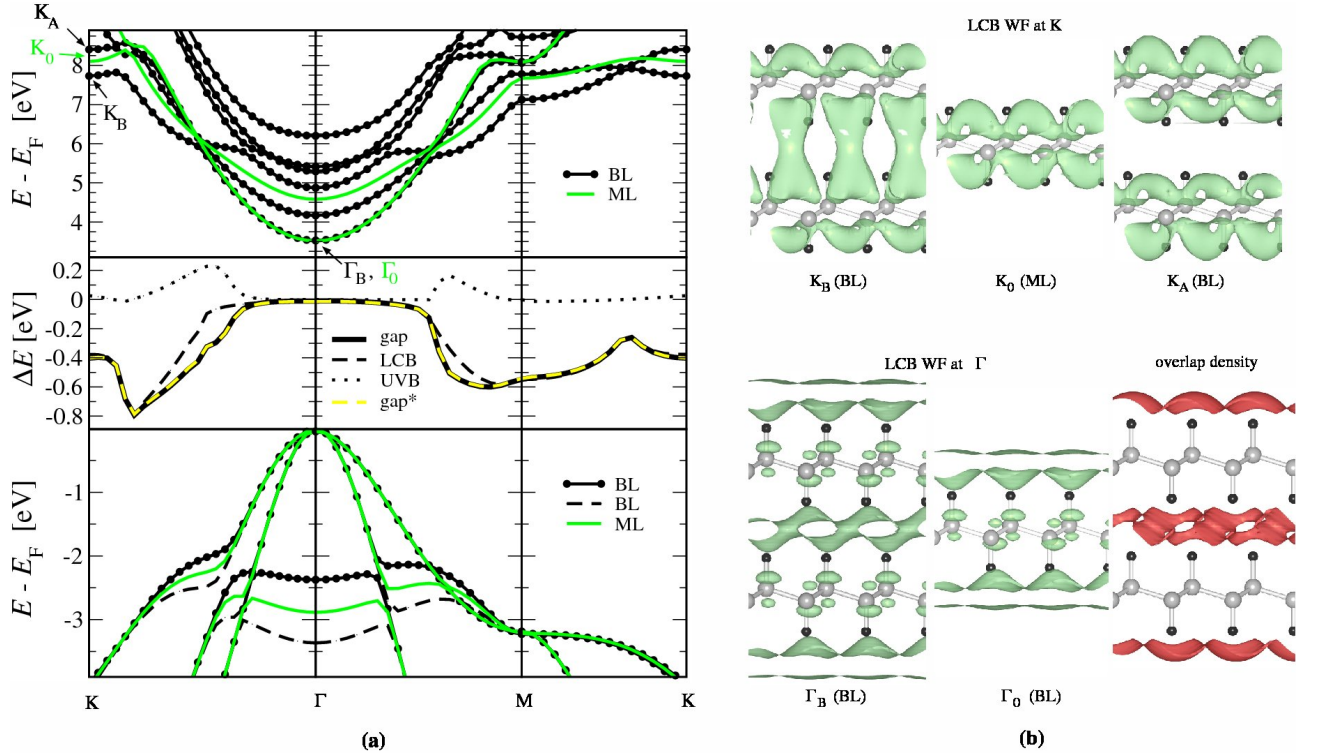 K_A
K_0
K_B
8
7
6
5
4
E - E_F [eV]
BL
ML
Γ_B, Γ_0
0.2
0
-0.2
-0.4
-0.6
-0.8
ΔE [eV]
gap
LCB
UVB
gap*
-1
-2
-3
E - E_F [eV]
BL
BL
ML
K
Γ
M
K
(a)
LCB WF at K
K_B (BL)
K_0 (ML)
K_A (BL)
LCB WF at Γ
overlap density
Γ_B (BL)
Γ_0 (BL)
(b)